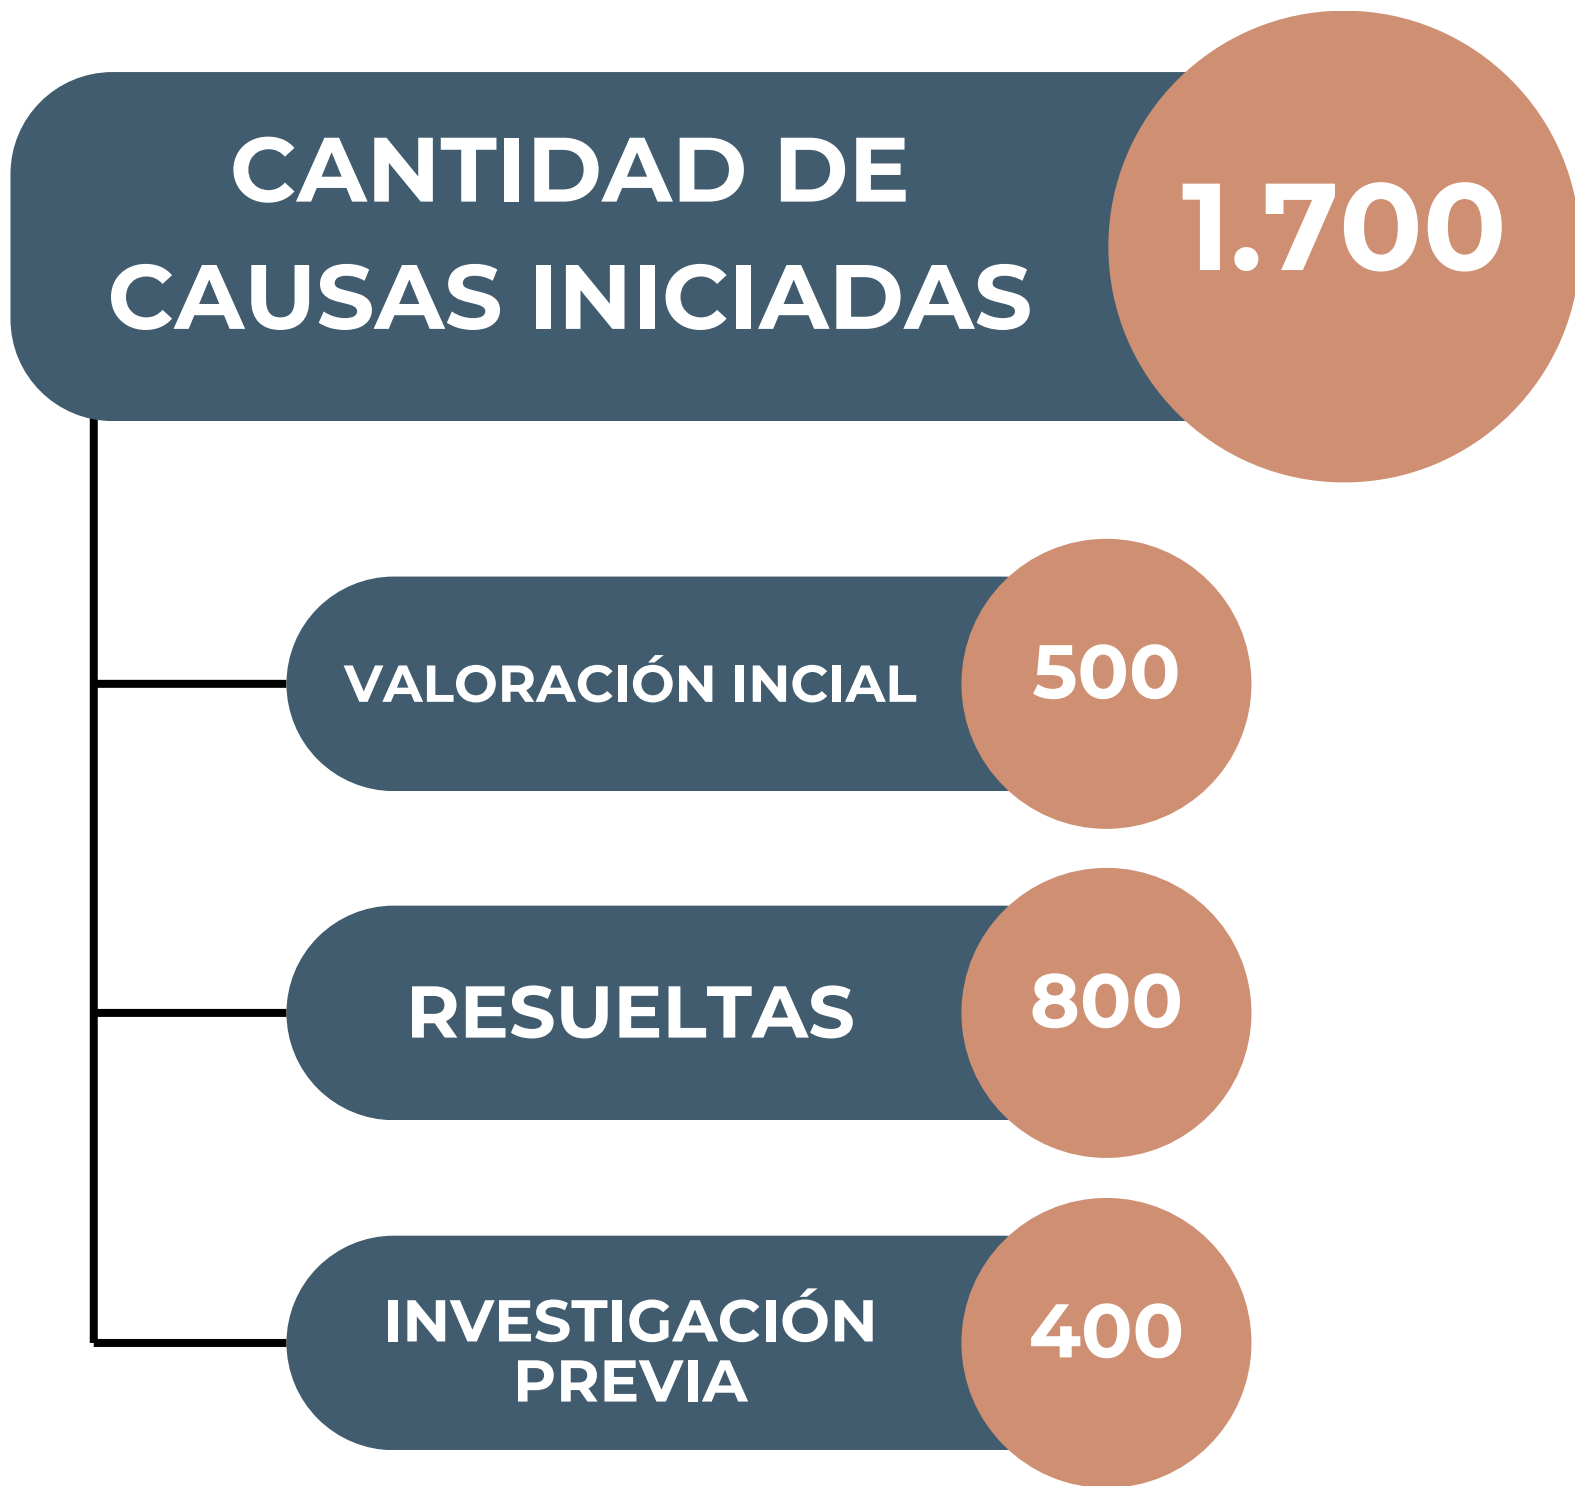 CANTIDAD DE
CAUSAS INICIADAS
1.700
VALORACIÓN INCIAL
500
RESUELTAS
800
INVESTIGACIÓN
PREVIA
400